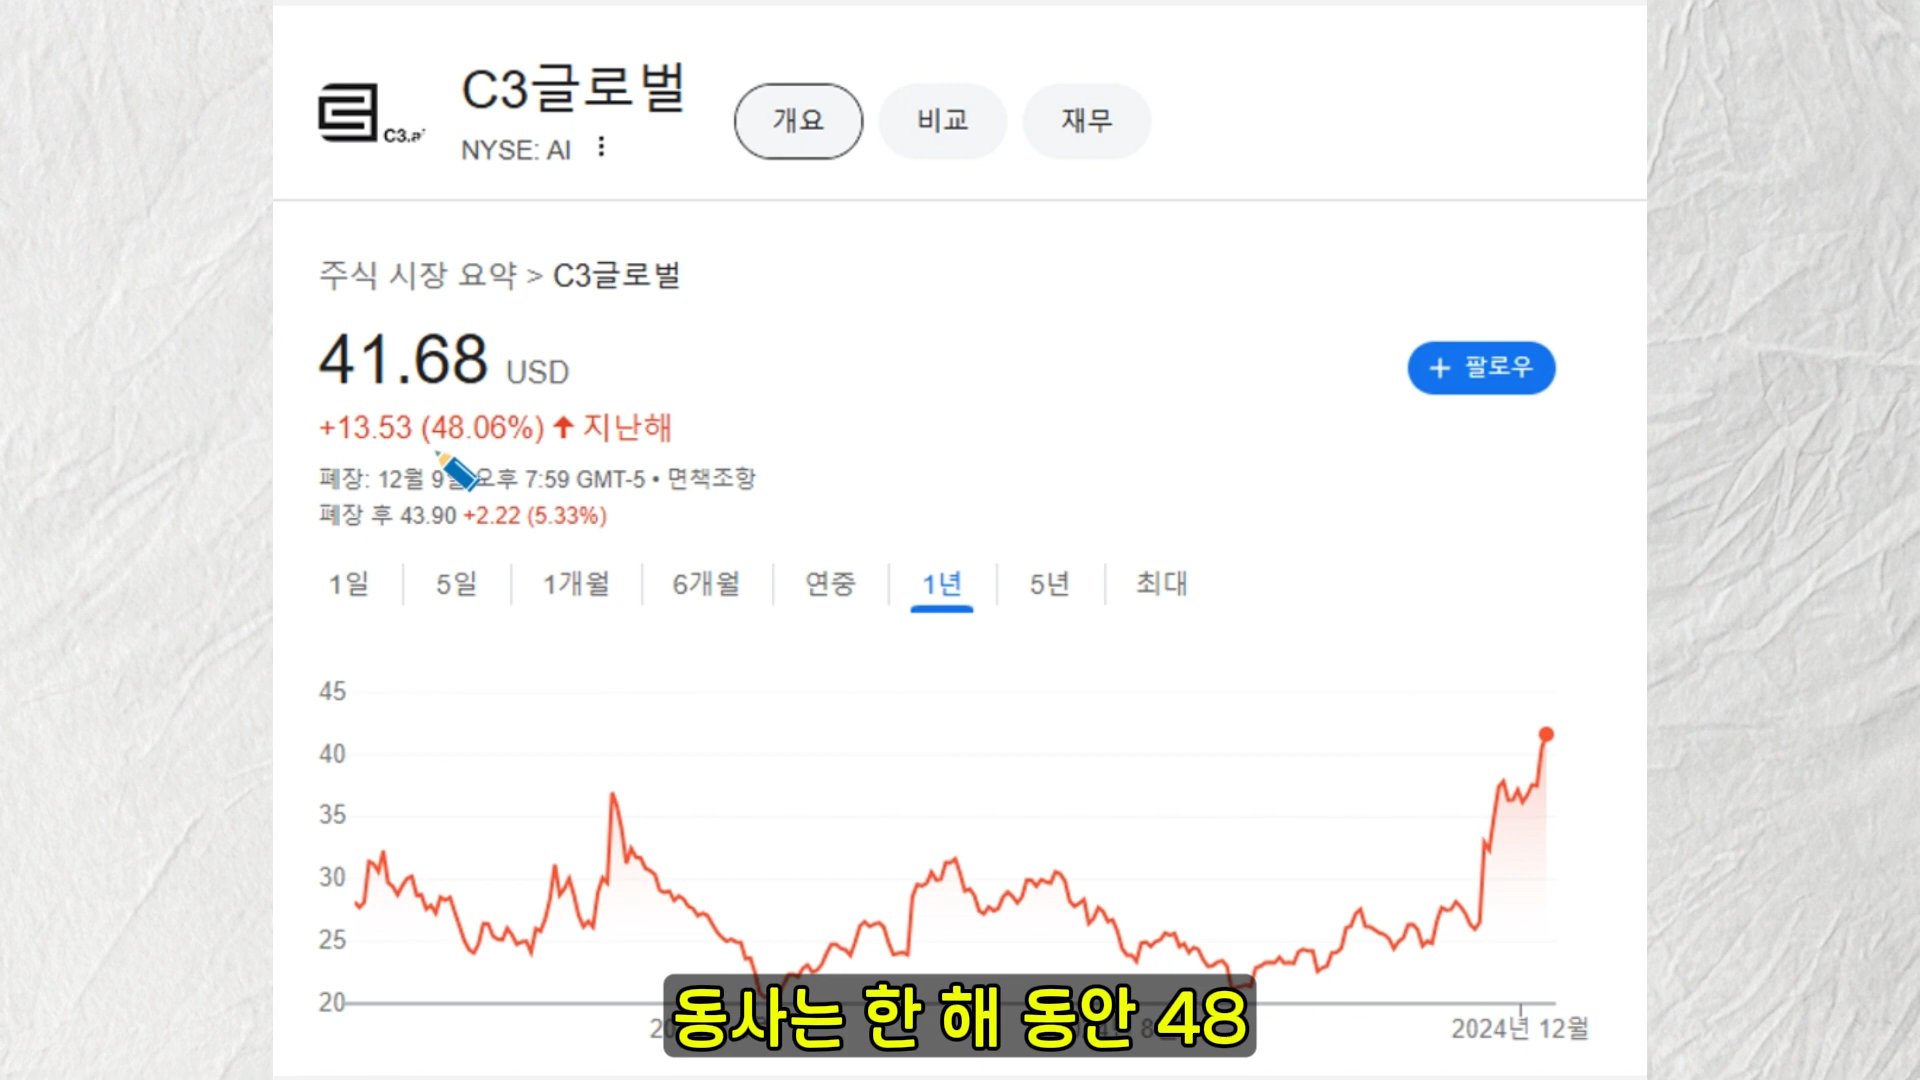 C3글로벌
C3.ai
NYSE: AI
개요
비교
재무
주식 시장 요약 > C3글로벌
41.68 USD
+ 팔로우
+13.53 (48.06%) 지난해
폐장: 12월 9일 오후 7:59 GMT-5 • 면책조항
폐장 후 43.90 +2.22 (5.33%)
1일
5일
1개월
6개월
연중
1년
5년
최대
45
40
35
30
25
20
2024년 12월
동사는 한 해 동안 48